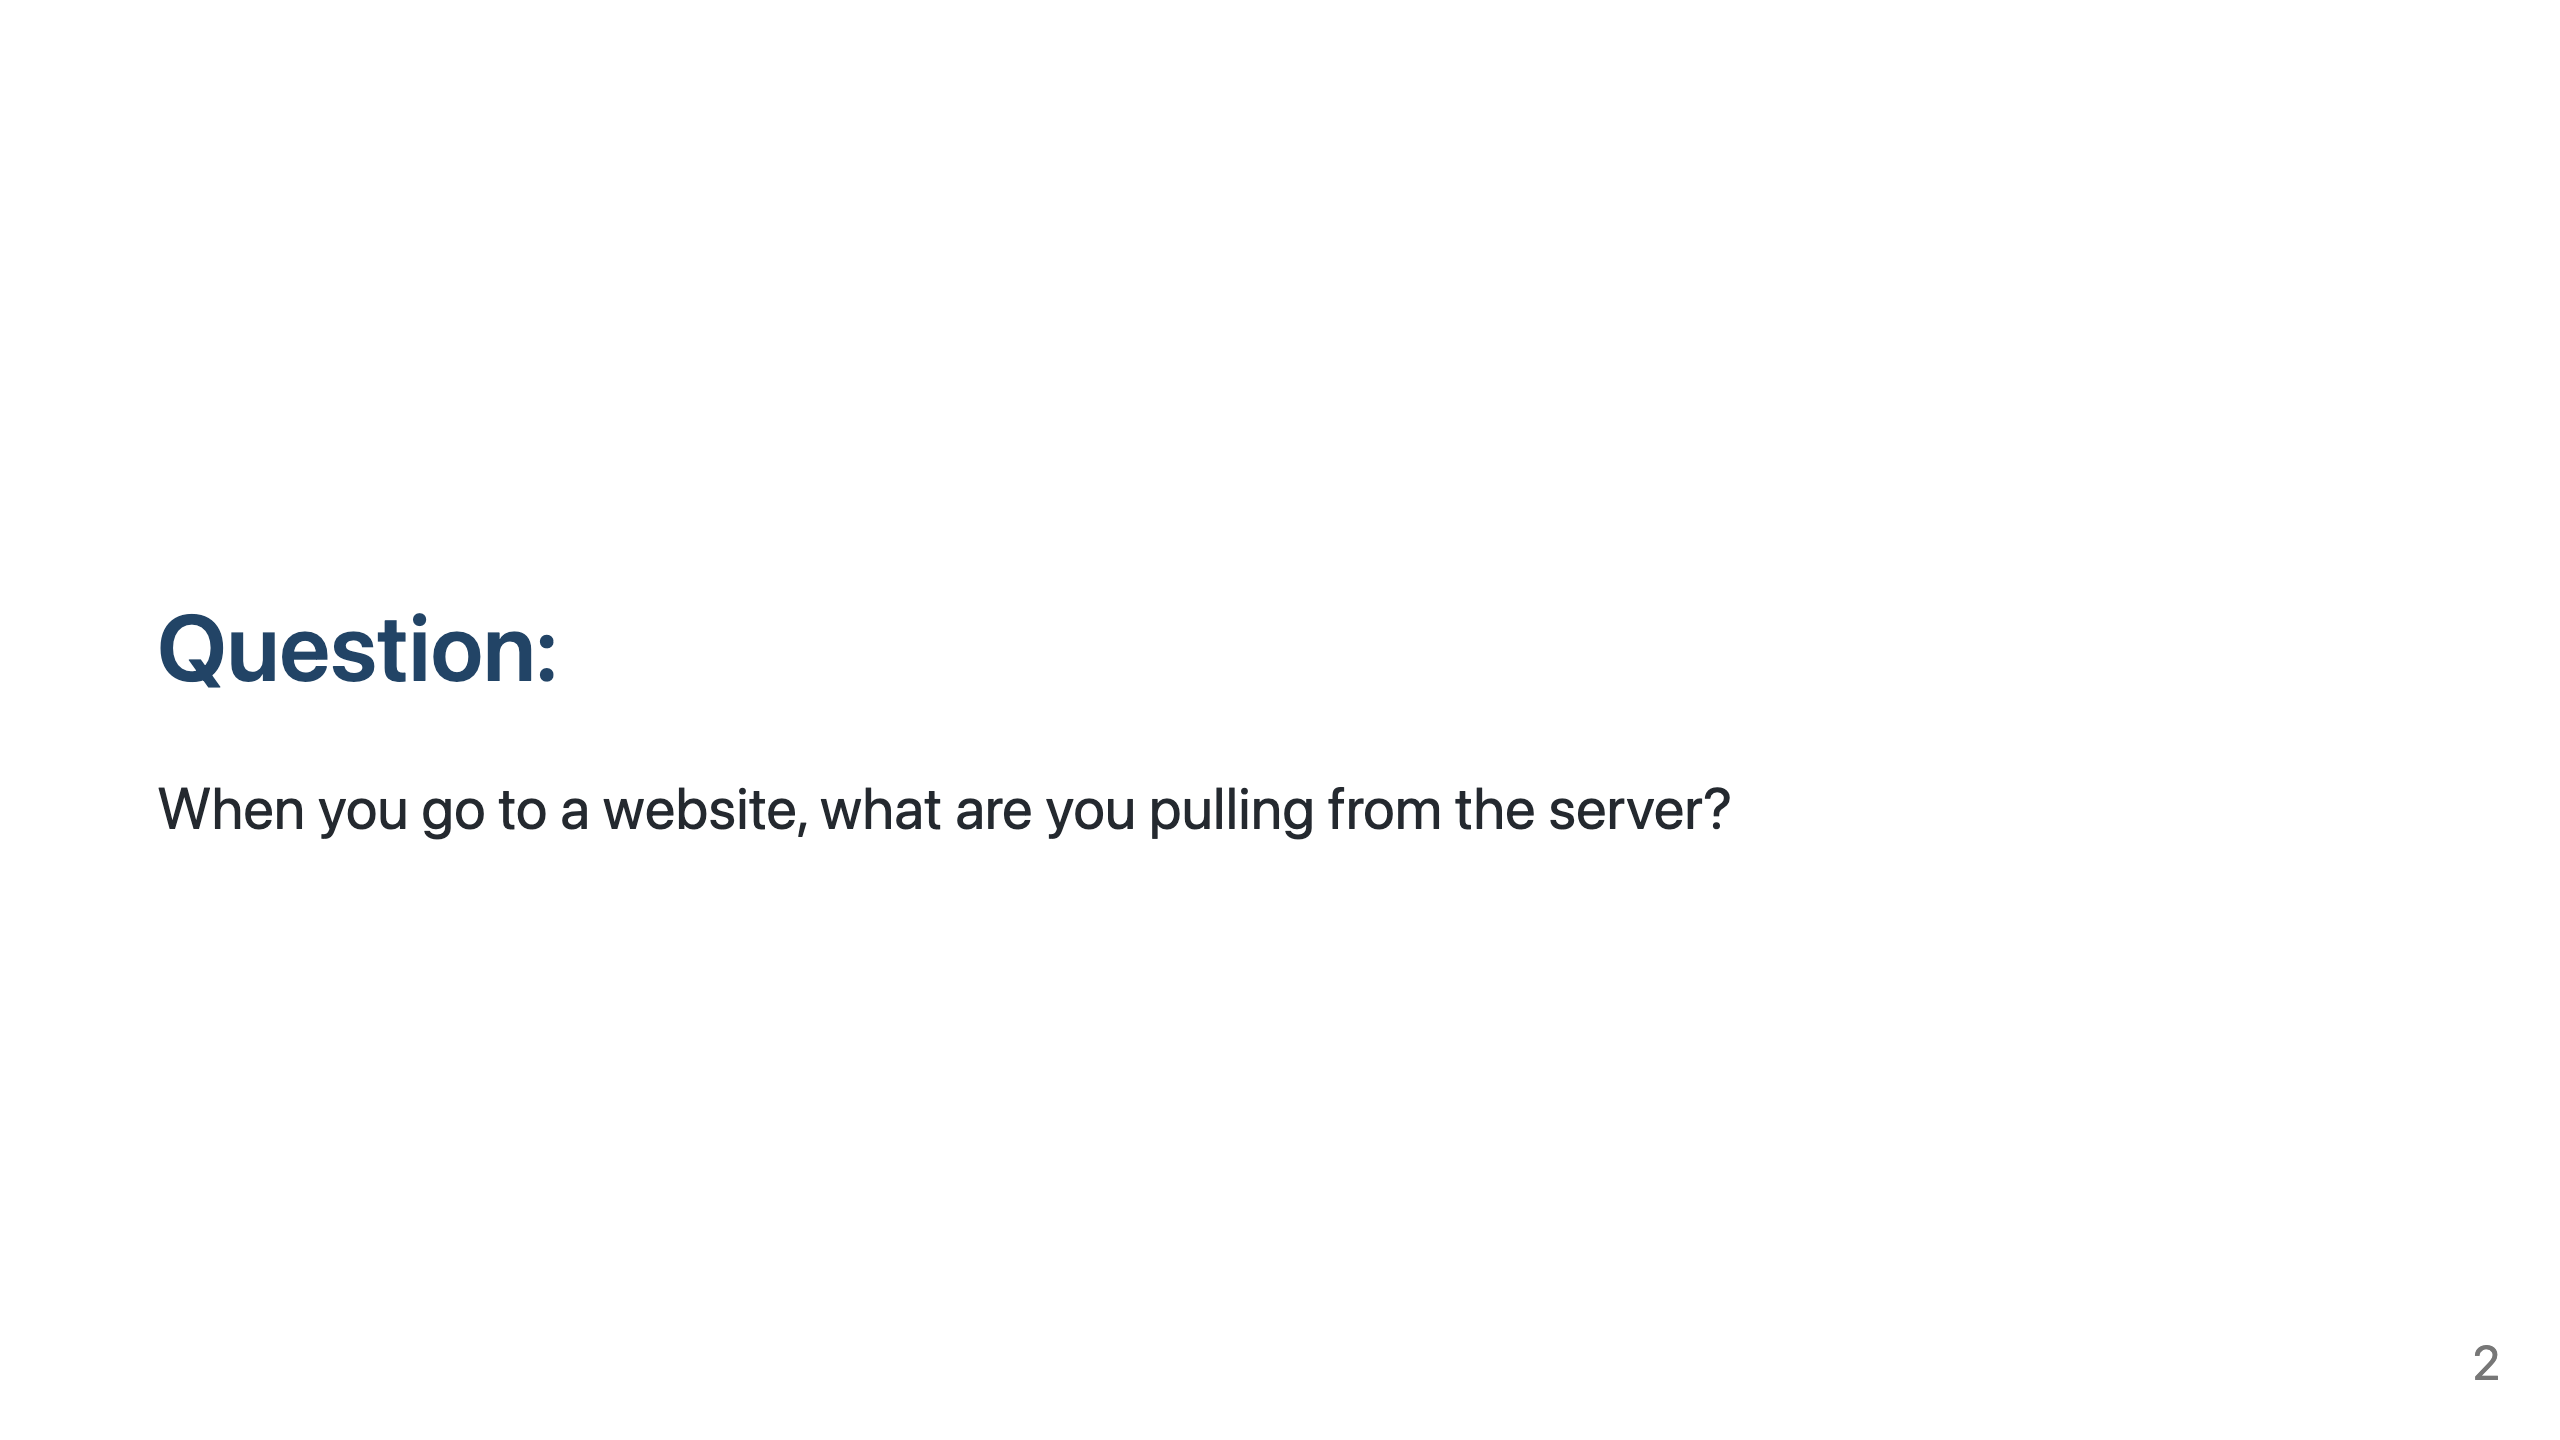 Question:
When you go to a website, what are you pulling from the server?
2